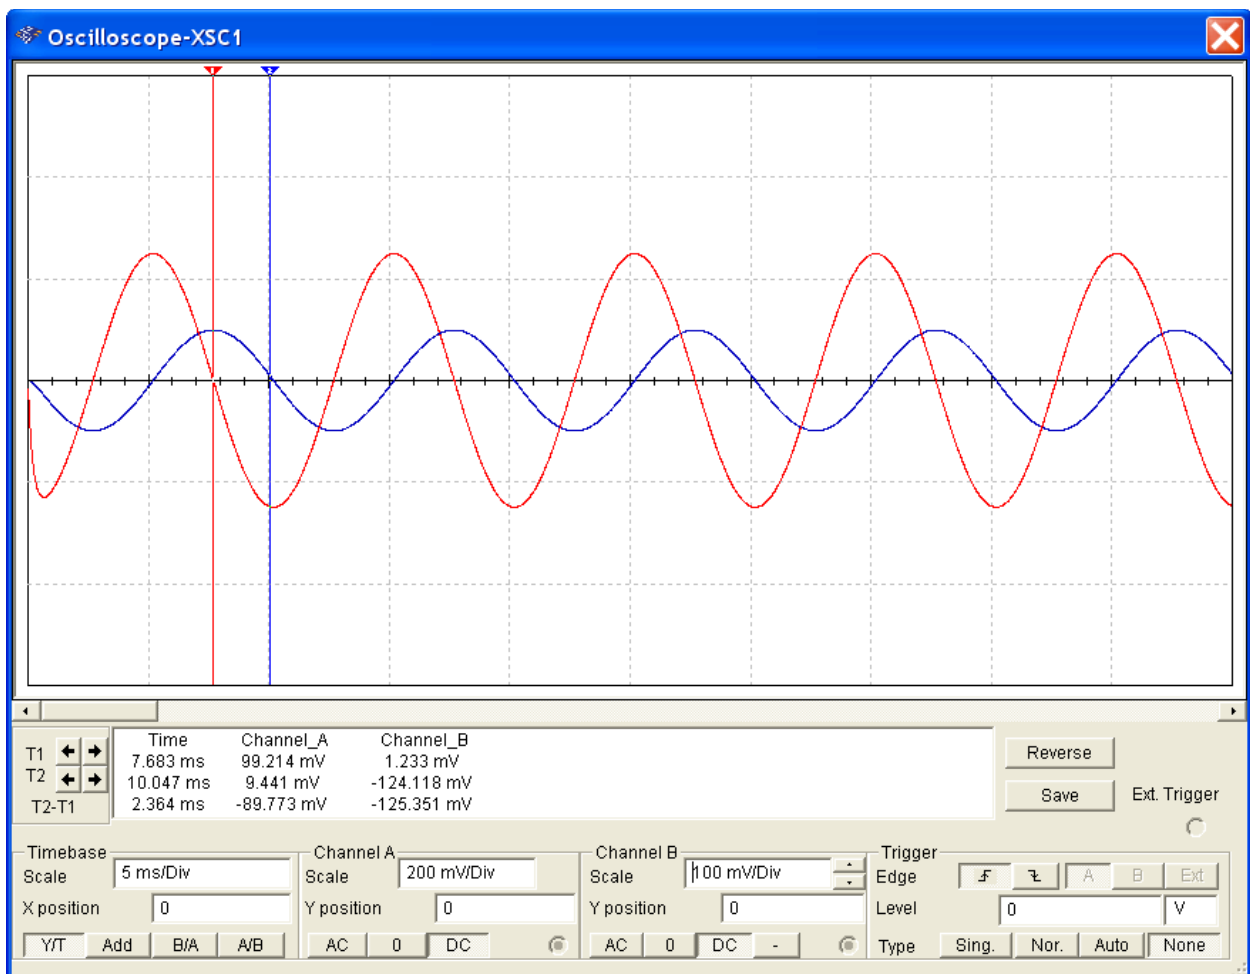 Oscilloscope-XSC1
1 2
Time Channel_A Channel_B
T1 7.683 ms 99.214 mV 1.233 mV
T2 10.047 ms 9.441 mV -124.118 mV
T2-T1 2.364 ms -89.773 mV -125.351 mV
Reverse
Save
Ext. Trigger
Timebase Channel A Channel B Trigger
Scale 5 ms/Div Scale 200 mV/Div Scale 100 mV/Div Edge A B Ext
X position 0 Y position 0 Y position 0 Level 0 V
Y/T Add B/A A/B AC 0 DC AC 0 DC - Type Sing. Nor. Auto None